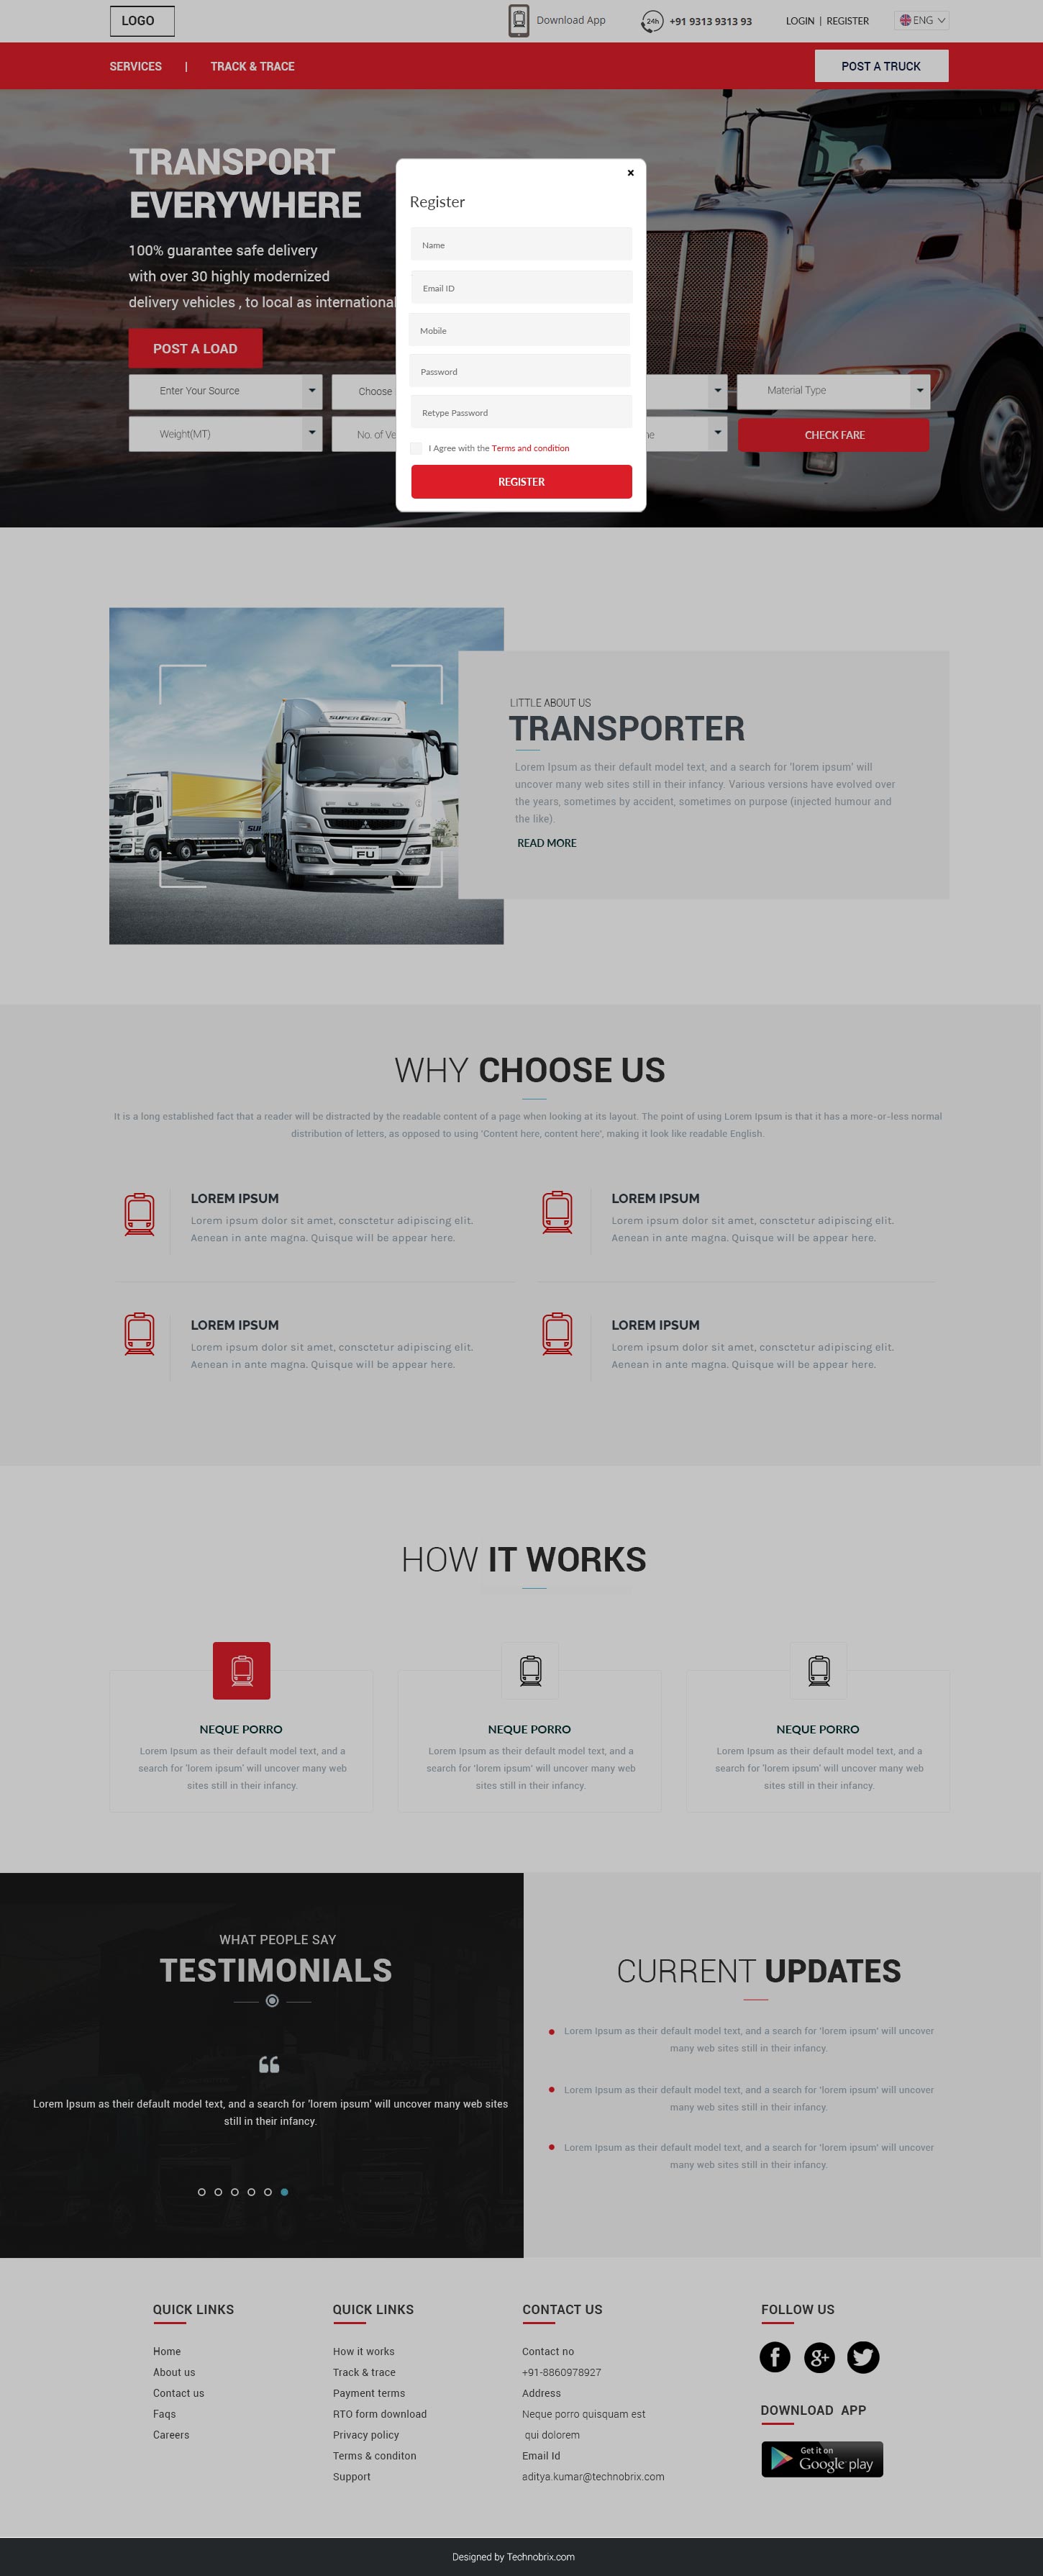 LOGO
Download App
24h
+91 9313 9313 93
LOGIN | REGISTER
ENG
SERVICES | TRACK & TRACE
POST A TRUCK
TRANSPORT
EVERYWHERE
100% guarantee safe delivery
with over 30 highly modernized
delivery vehicles , to local as international
POST A LOAD
Enter Your Source
Choose
Material Type
Weight(MT)
No. of Ve
CHECK FARE
×
Register
Name
Email ID
Mobile
Password
Retype Password
I Agree with the Terms and condition
REGISTER
SUPER GREAT
FUSO
FU
LITTLE ABOUT US
TRANSPORTER
Lorem Ipsum as their default model text, and a search for 'lorem ipsum' will
uncover many web sites still in their infancy. Various versions have evolved over
the years, sometimes by accident, sometimes on purpose (injected humour and
the like).
READ MORE
WHY CHOOSE US
It is a long established fact that a reader will be distracted by the readable content of a page when looking at its layout. The point of using Lorem Ipsum is that it has a more-or-less normal
distribution of letters, as opposed to using 'Content here, content here', making it look like readable English.
LOREM IPSUM
Lorem ipsum dolor sit amet, consctetur adipiscing elit.
Aenean in ante magna. Quisque will be appear here.
LOREM IPSUM
Lorem ipsum dolor sit amet, consctetur adipiscing elit.
Aenean in ante magna. Quisque will be appear here.
LOREM IPSUM
Lorem ipsum dolor sit amet, consctetur adipiscing elit.
Aenean in ante magna. Quisque will be appear here.
LOREM IPSUM
Lorem ipsum dolor sit amet, consctetur adipiscing elit.
Aenean in ante magna. Quisque will be appear here.
HOW IT WORKS
NEQUE PORRO
Lorem Ipsum as their default model text, and a
search for 'lorem ipsum' will uncover many web
sites still in their infancy.
NEQUE PORRO
Lorem Ipsum as their default model text, and a
search for 'lorem ipsum' will uncover many web
sites still in their infancy.
NEQUE PORRO
Lorem Ipsum as their default model text, and a
search for 'lorem ipsum' will uncover many web
sites still in their infancy.
WHAT PEOPLE SAY
TESTIMONIALS
Lorem Ipsum as their default model text, and a search for 'lorem ipsum' will uncover many web sites
still in their infancy.
CURRENT UPDATES
Lorem Ipsum as their default model text, and a search for 'lorem ipsum' will uncover
many web sites still in their infancy.
Lorem Ipsum as their default model text, and a search for 'lorem ipsum' will uncover
many web sites still in their infancy.
Lorem Ipsum as their default model text, and a search for 'lorem ipsum' will uncover
many web sites still in their infancy.
QUICK LINKS
Home
About us
Contact us
Faqs
Careers
QUICK LINKS
How it works
Track & trace
Payment terms
RTO form download
Privacy policy
Terms & conditon
Support
CONTACT US
Contact no
+91-8860978927
Address
Neque porro quisquam est
qui dolorem
Email Id
aditya.kumar@technobrix.com
FOLLOW US
DOWNLOAD APP
Get it on
Google play
Designed by Technobrix.com